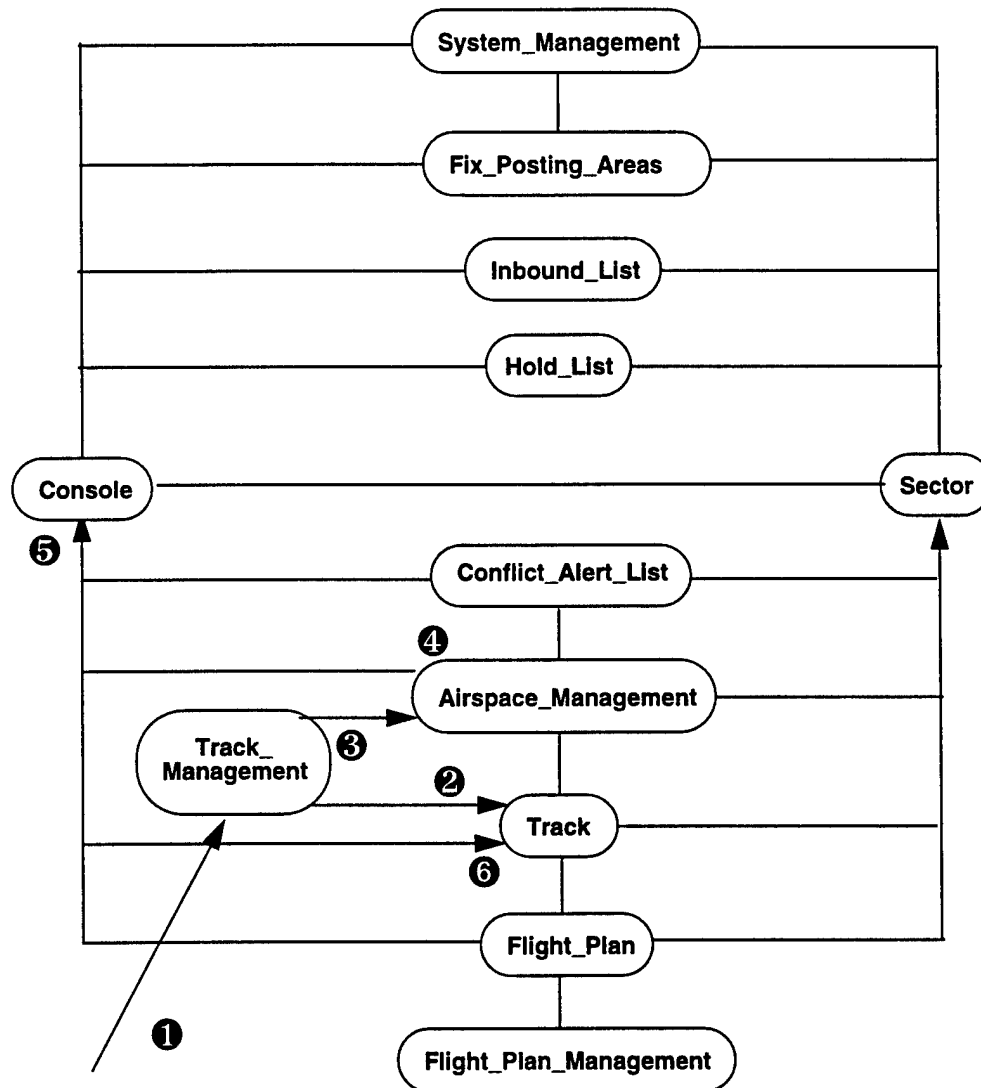 System_Management
Fix_Posting_Areas
Inbound_List
Hold_List
Console
Sector
❺
Conflict_Alert_List
❹
Airspace_Management
Track_
Management
❸
❷
Track
❻
Flight_Plan
❶
Flight_Plan_Management